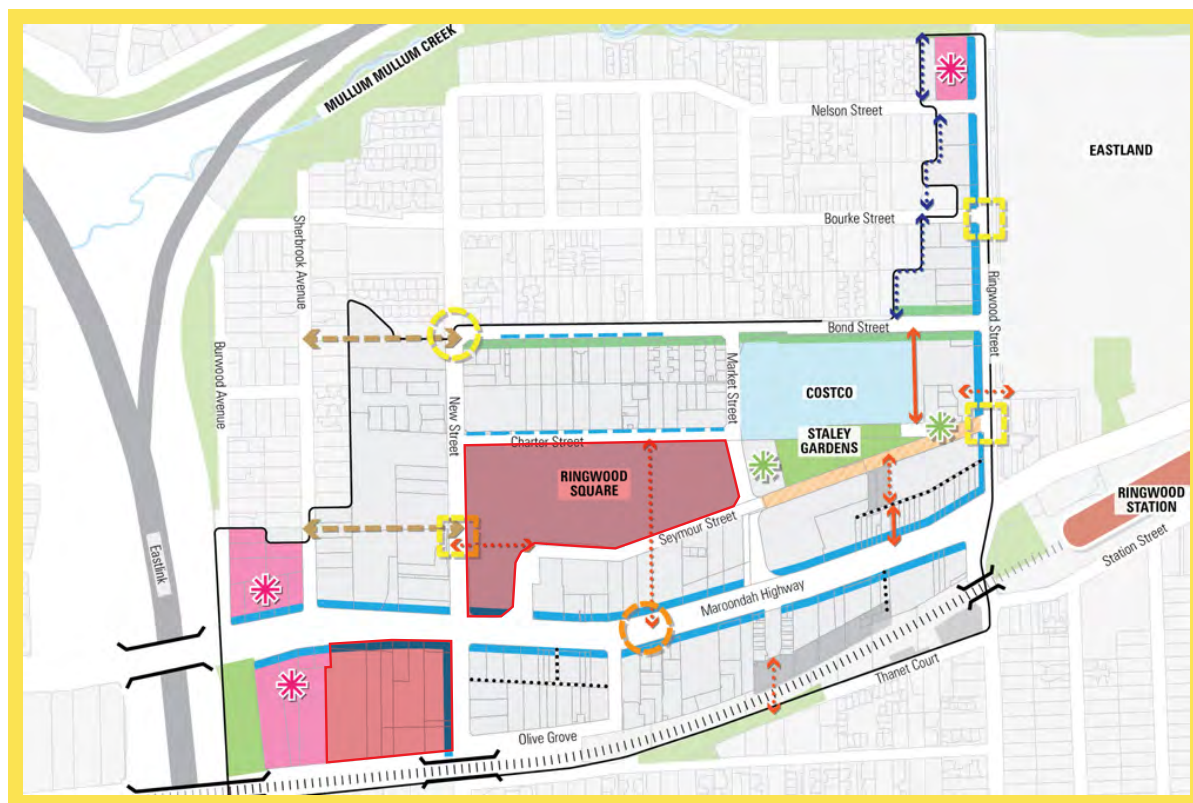 MULLUM MULLUM CREEK
Nelson Street
EASTLAND
Sherbrook Avenue
Bourke Street
Ringwood Street
Bond Street
Burwood Avenue
Market Street
COSTCO
New Street
Charter Street
STALEY
GARDENS
RINGWOOD
SQUARE
RINGWOOD
STATION
Seymour Street
Station Street
Eastlink
Maroondah Highway
Thanet Court
Olive Grove